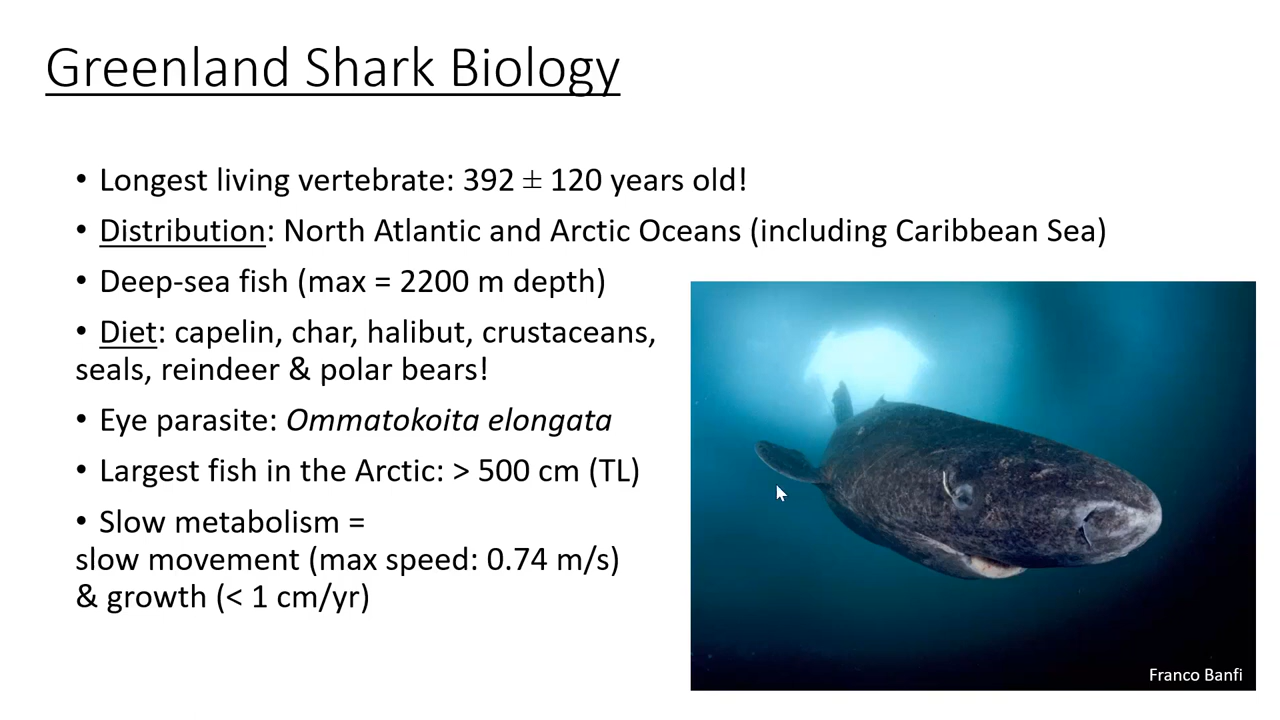 Greenland Shark Biology
• Longest living vertebrate: 392 ± 120 years old!
• Distribution: North Atlantic and Arctic Oceans (including Caribbean Sea)
• Deep-sea fish (max = 2200 m depth)
• Diet: capelin, char, halibut, crustaceans,
seals, reindeer & polar bears!
• Eye parasite: Ommatokoita elongata
• Largest fish in the Arctic: > 500 cm (TL)
• Slow metabolism =
slow movement (max speed: 0.74 m/s)
& growth (< 1 cm/yr)
Franco Banfi